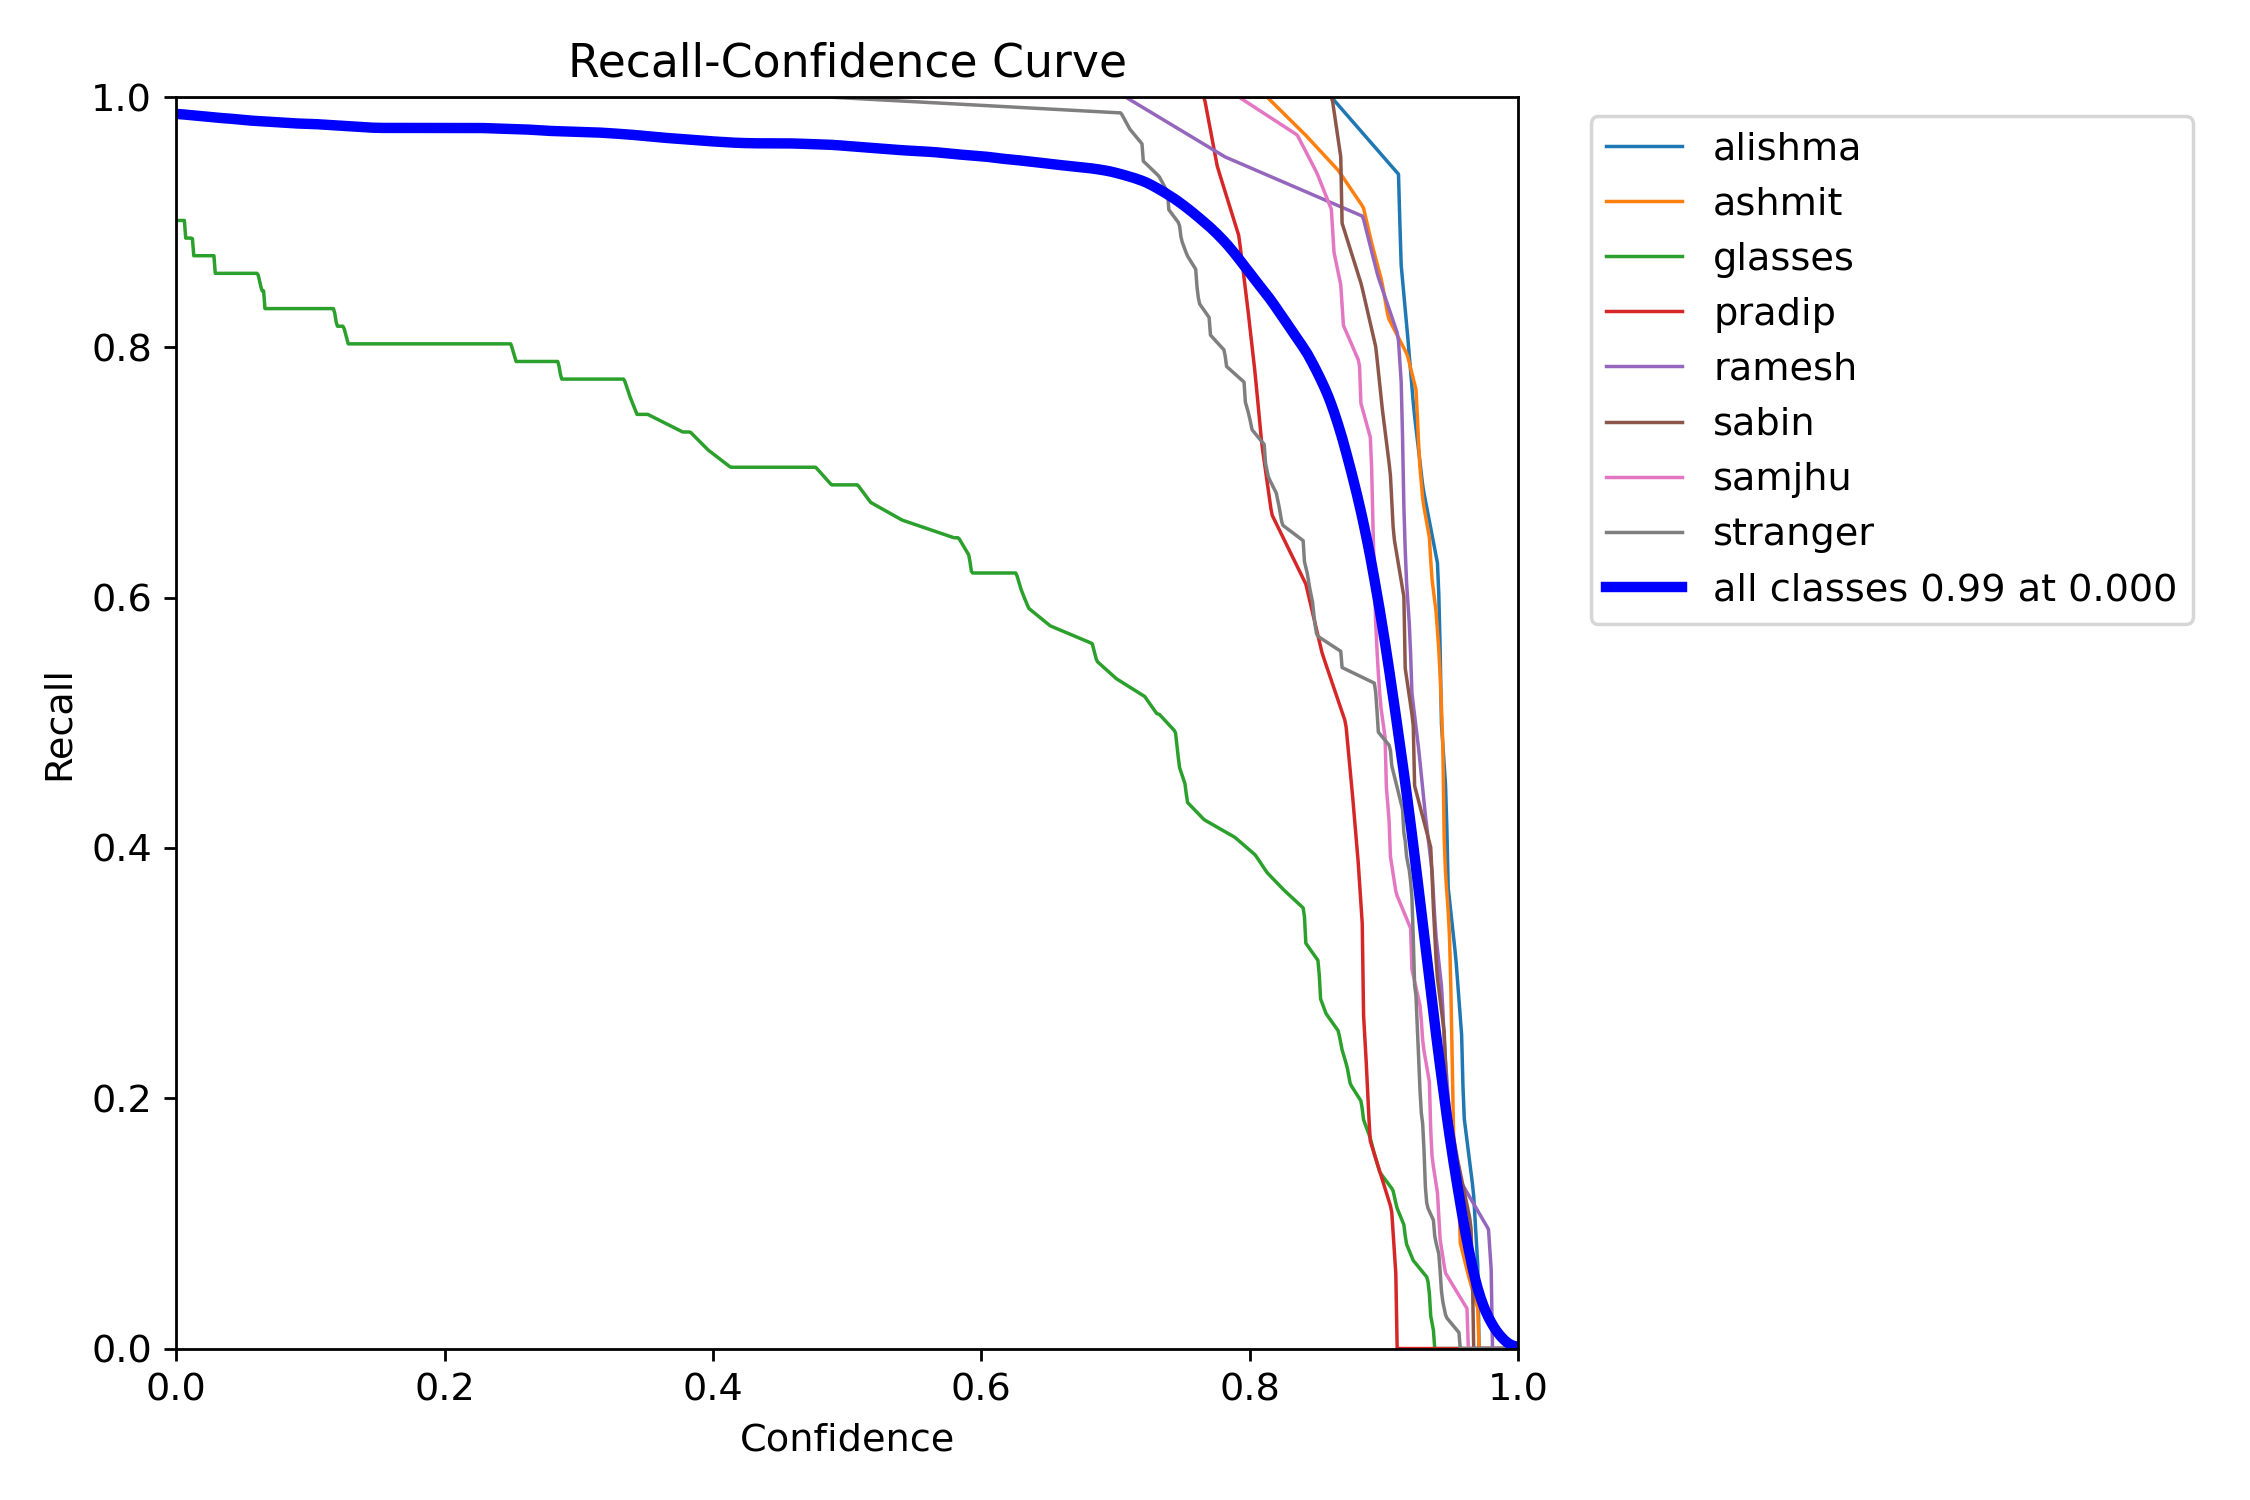 Recall-Confidence Curve
1.0
0.8
0.6
0.4
0.2
0.0
Recall
0.0 0.2 0.4 0.6 0.8 1.0
Confidence
alishma
ashmit
glasses
pradip
ramesh
sabin
samjhu
stranger
all classes 0.99 at 0.000